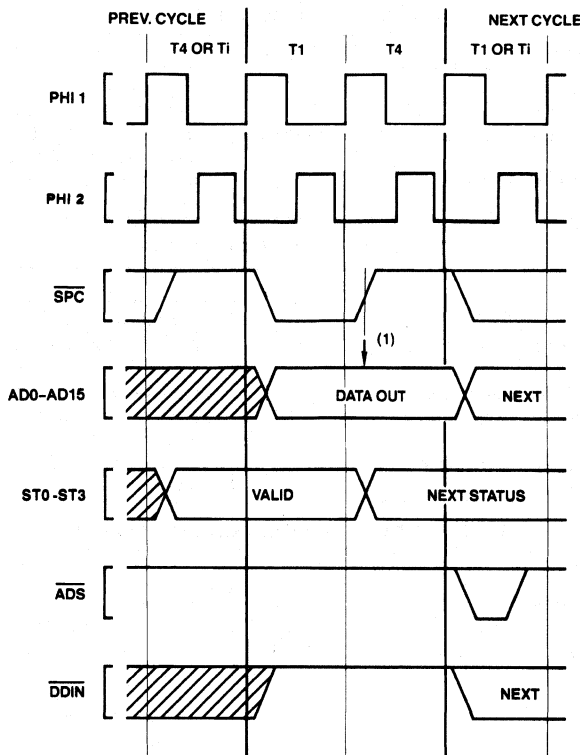 PREV. CYCLE NEXT CYCLE
T4 OR Ti T1 T4 T1 OR Ti
PHI 1
PHI 2
SPC
(1)
AD0-AD15 DATA OUT NEXT
ST0-ST3 VALID NEXT STATUS
ADS
DDIN NEXT